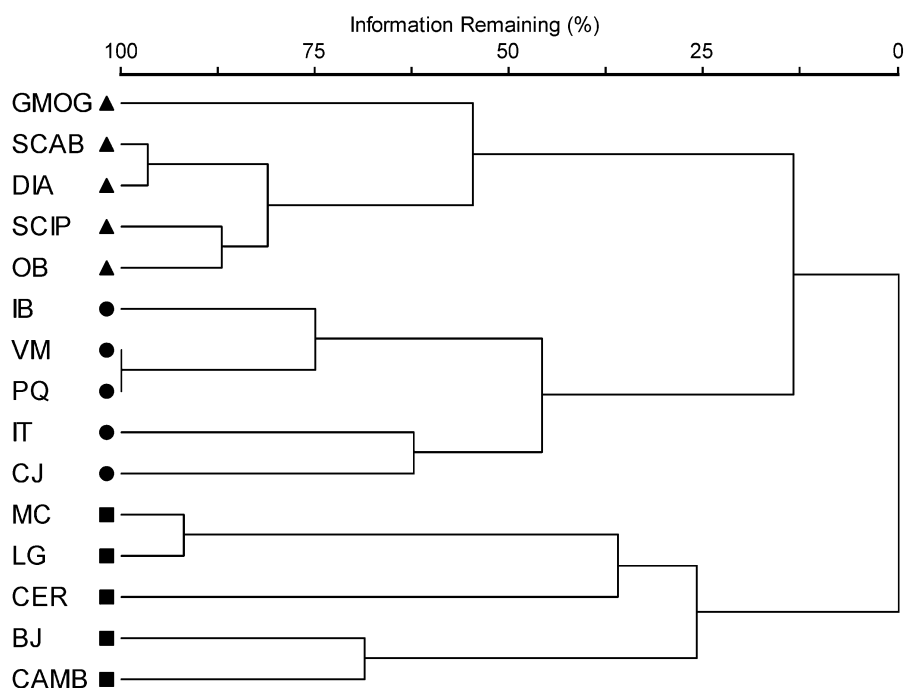 Information Remaining (%)
100 75 50 25 0
GMOG
SCAB
DIA
SCIP
OB
IB
VM
PQ
IT
CJ
MC
LG
CER
BJ
CAMB